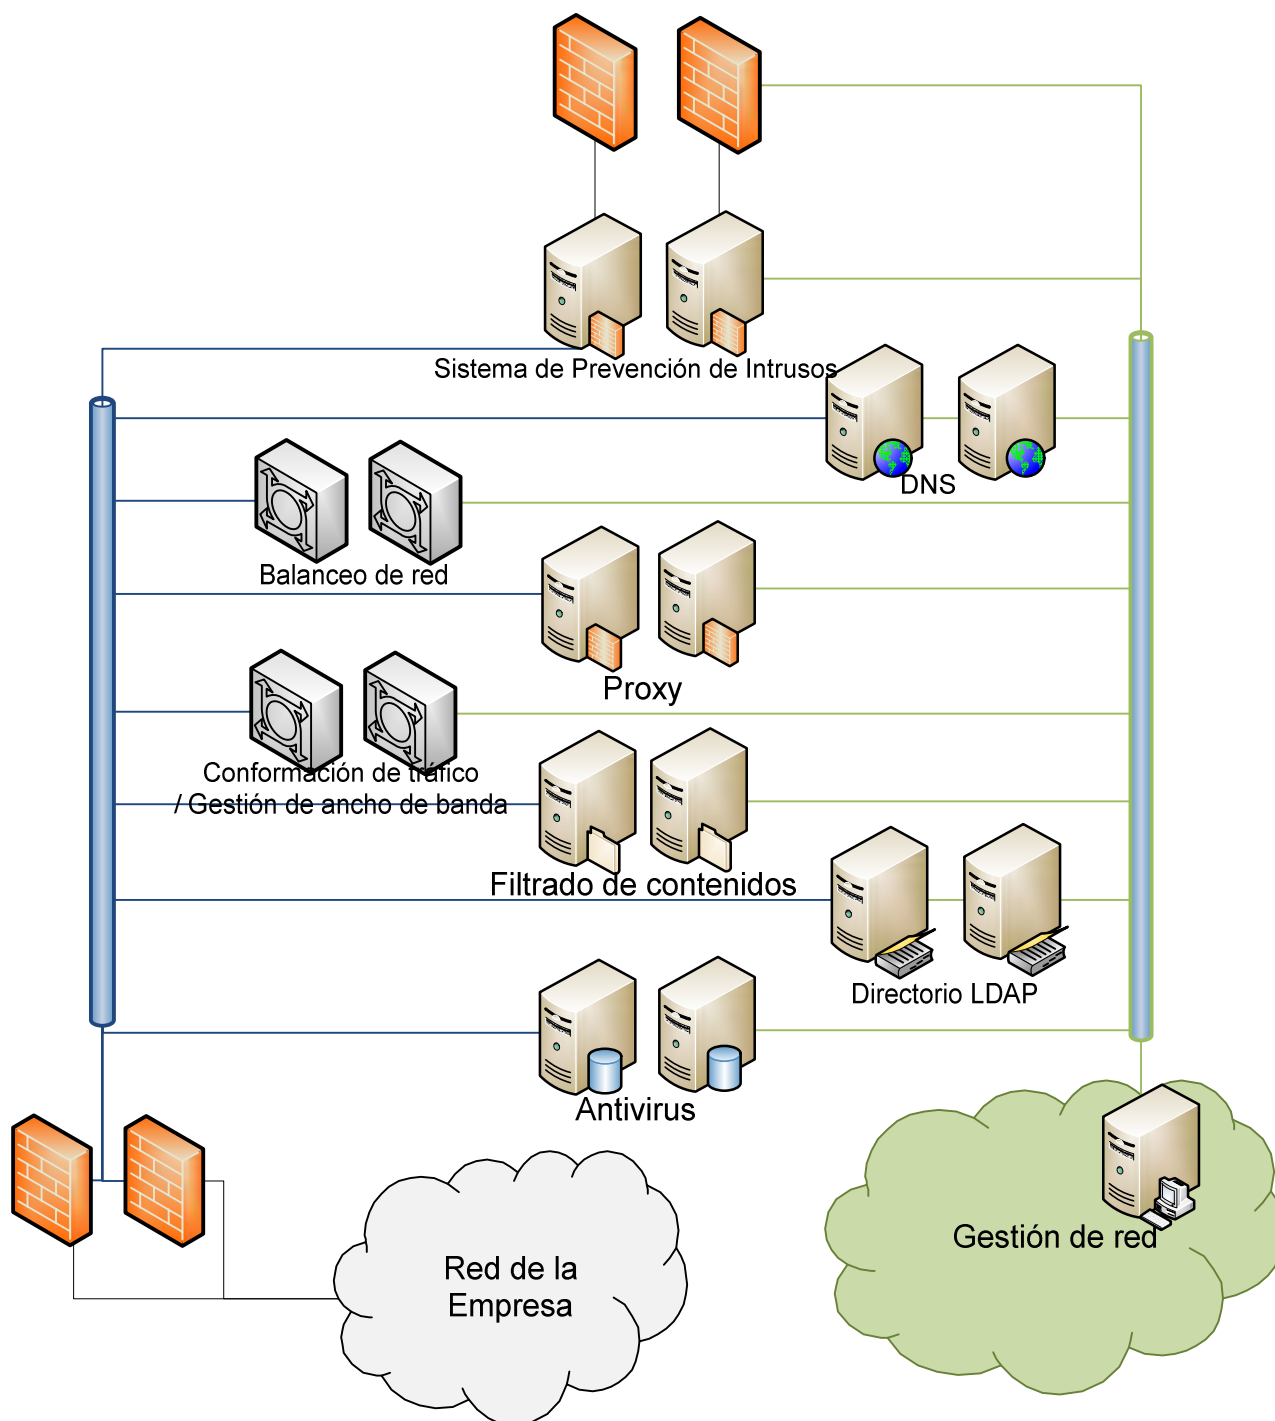 Sistema de Prevención de Intrusos
DNS
Balanceo de red
Proxy
Conformación de tráfico
/ Gestión de ancho de banda
Filtrado de contenidos
Directorio LDAP
Antivirus
Gestión de red
Red de la
Empresa